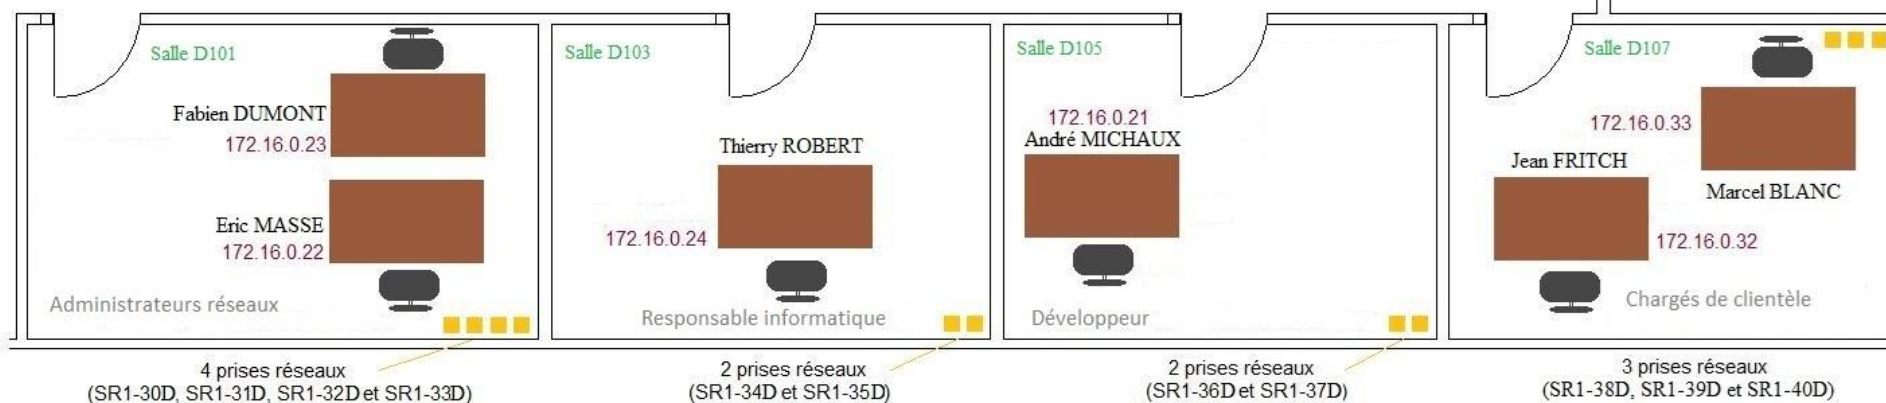 Salle D101
Fabien DUMONT
172.16.0.23
Eric MASSE
172.16.0.22
Administrateurs réseaux
4 prises réseaux
(SR1-30D, SR1-31D, SR1-32D et SR1-33D)
Salle D103
Thierry ROBERT
172.16.0.24
Responsable informatique
2 prises réseaux
(SR1-34D et SR1-35D)
Salle D105
172.16.0.21
André MICHAUX
Développeur
2 prises réseaux
(SR1-36D et SR1-37D)
Salle D107
172.16.0.33
Jean FRITCH
Marcel BLANC
172.16.0.32
Chargés de clientèle
3 prises réseaux
(SR1-38D, SR1-39D et SR1-40D)